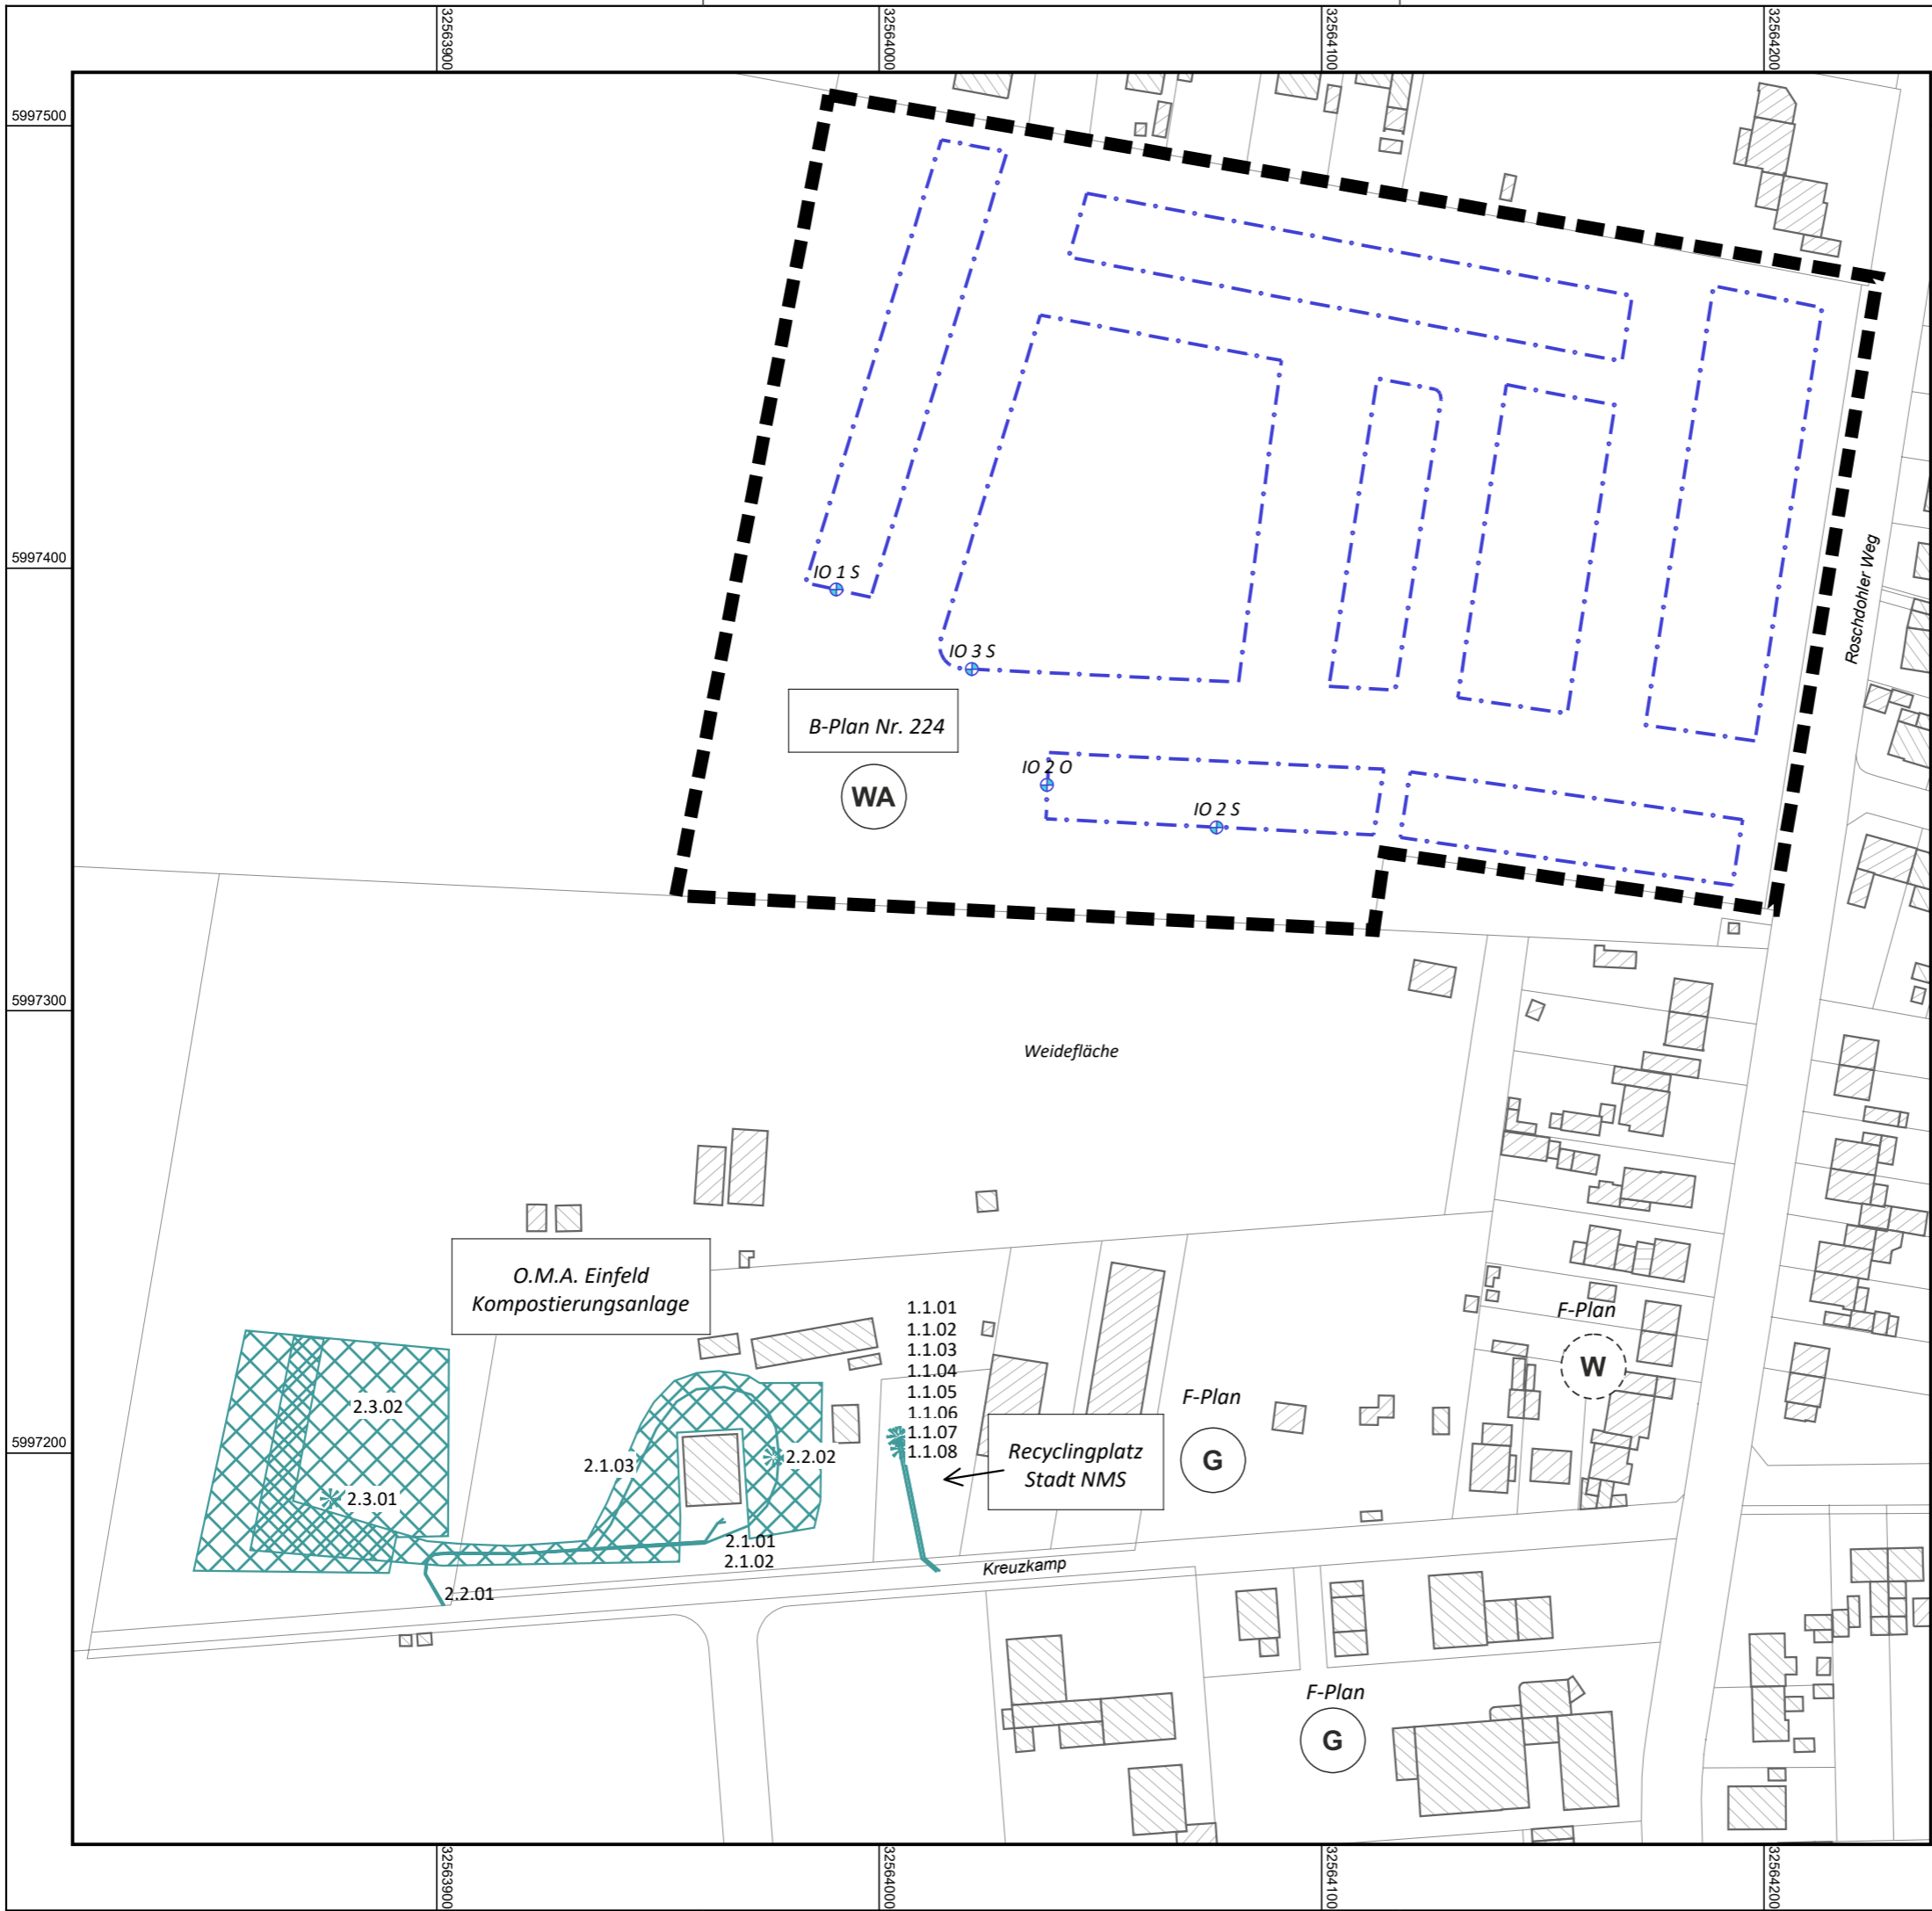 32563900
32564000
32564100
32564200
5997500
5997400
5997300
5997200
IO 1 S
IO 3 S
B-Plan Nr. 224
WA
IO 2 O
IO 2 S
Roschdohler Weg
Weidefläche
O.M.A. Einfeld
Kompostierungsanlage
1.1.01
1.1.02
1.1.03
1.1.04
1.1.05
1.1.06
1.1.07
1.1.08
F-Plan
W
F-Plan
G
Recyclingplatz
Stadt NMS
2.3.02
2.1.03
2.2.02
2.3.01
2.1.01
2.1.02
2.2.01
Kreuzkamp
F-Plan
G
32563900
32564000
32564100
32564200